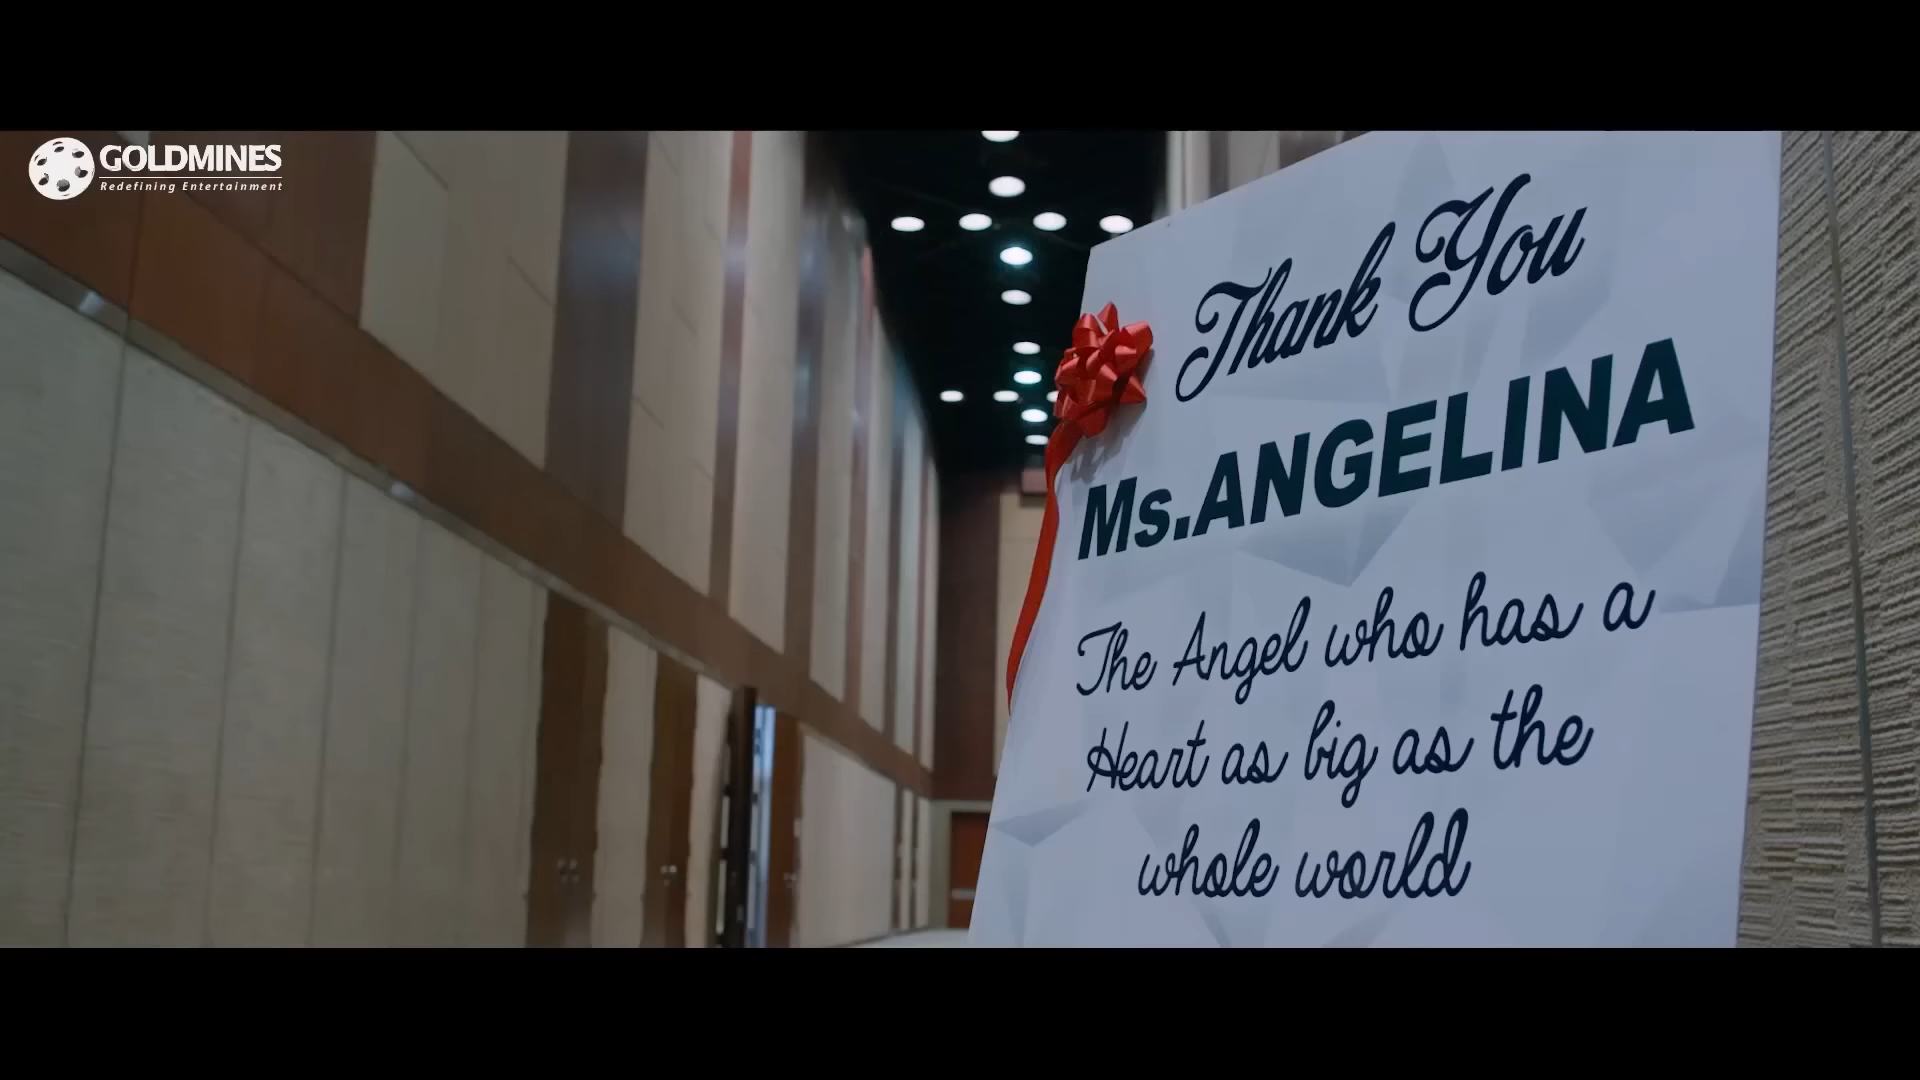 GOLDMINES
Redefining Entertainment
Thank You
Ms.ANGELINA
The Angel who has a
Heart as big as the
whole world